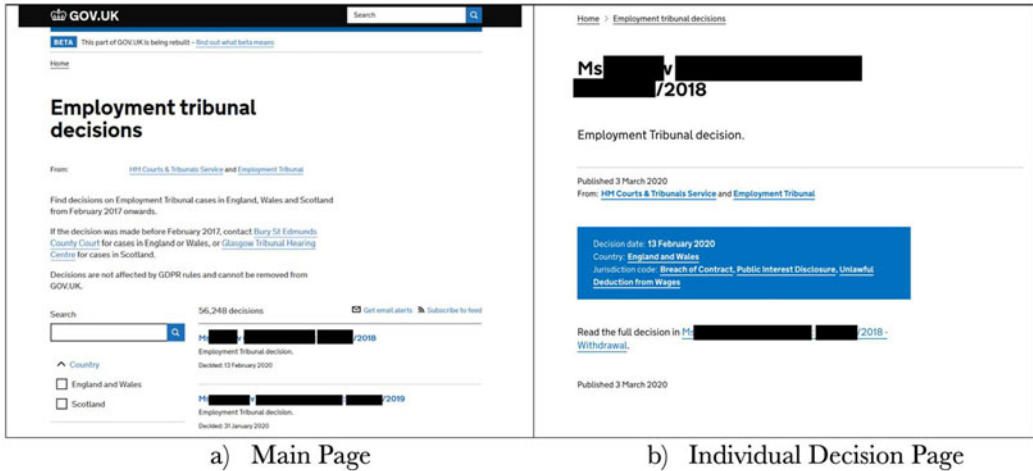 GOV.UK
Search
BETA This part of GOV.UK is being rebuilt – find out what beta means
Home
Employment tribunal
decisions
From: HM Courts & Tribunals Service and Employment Tribunal
Find decisions on Employment Tribunal cases in England, Wales and Scotland
from February 2017 onwards.
If the decision was made before February 2017, contact Bury St Edmunds
County Court for cases in England or Wales, or Glasgow Tribunal Hearing
Centre for cases in Scotland.
Decisions are not affected by GDPR rules and cannot be removed from
GOV.UK.
Search
56,248 decisions Get email alerts Subscribe to feed
Ms v /2018
Employment Tribunal decision.
Decided: 13 February 2020
Country
England and Wales
Scotland
v /2019
Employment Tribunal decision.
Decided: 31 January 2020
a) Main Page
Home > Employment tribunal decisions
Ms v
/2018
Employment Tribunal decision.
Published 3 March 2020
From: HM Courts & Tribunals Service and Employment Tribunal
Decision date: 13 February 2020
Country: England and Wales
Jurisdiction code: Breach of Contract, Public Interest Disclosure, Unlawful
Deduction from Wages
Read the full decision in /2018 -
Withdrawal.
Published 3 March 2020
b) Individual Decision Page